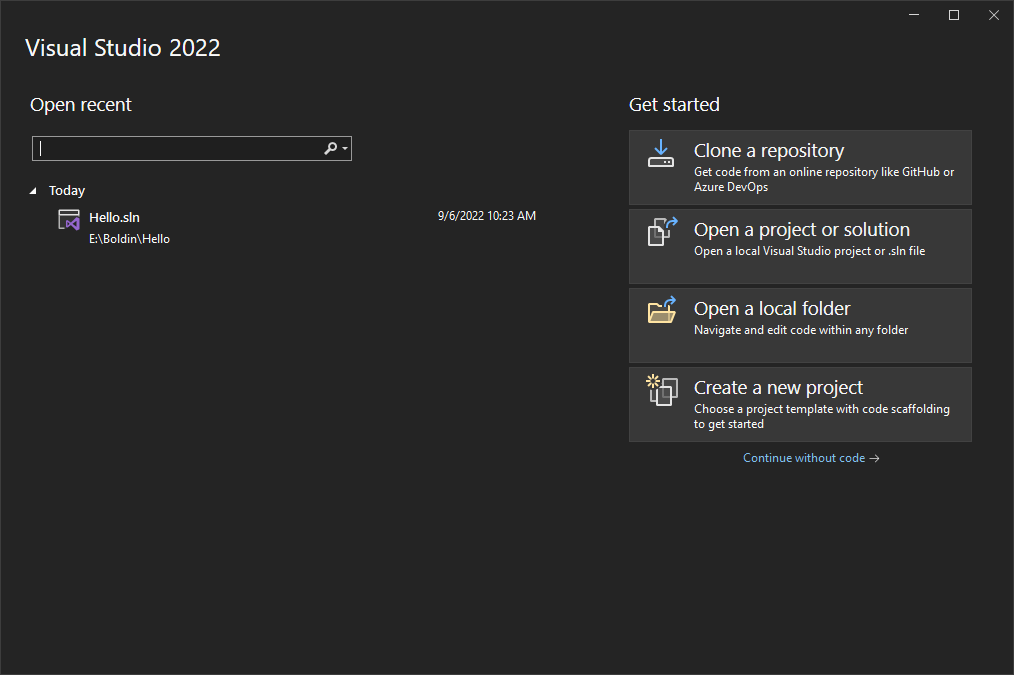 Visual Studio 2022
Open recent
Today
Hello.sln
9/6/2022 10:23 AM
E:\Boldin\Hello
Get started
Clone a repository
Get code from an online repository like GitHub or
Azure DevOps
Open a project or solution
Open a local Visual Studio project or .sln file
Open a local folder
Navigate and edit code within any folder
Create a new project
Choose a project template with code scaffolding
to get started
Continue without code →